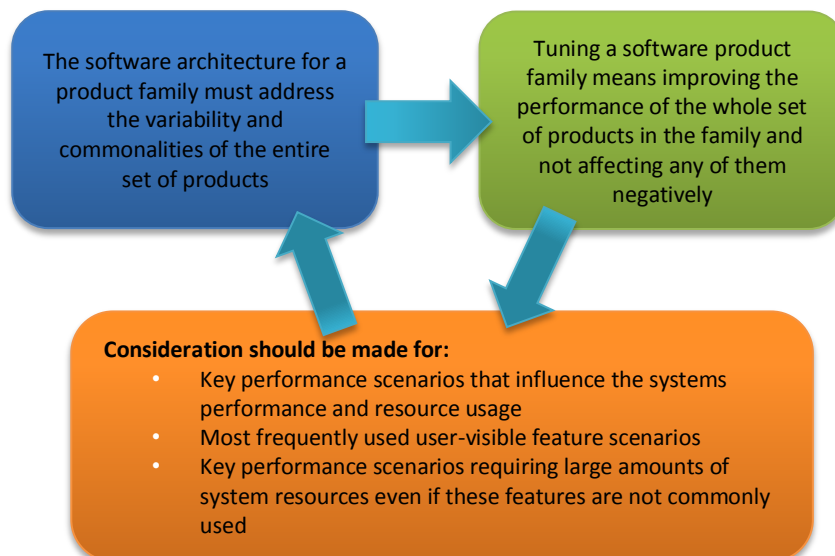 The software architecture for a
product family must address
the variability and
commonalities of the entire
set of products
Tuning a software product
family means improving the
performance of the whole set
of products in the family and
not affecting any of them
negatively
Consideration should be made for:
• Key performance scenarios that influence the systems
performance and resource usage
• Most frequently used user-visible feature scenarios
• Key performance scenarios requiring large amounts of
system resources even if these features are not commonly
used